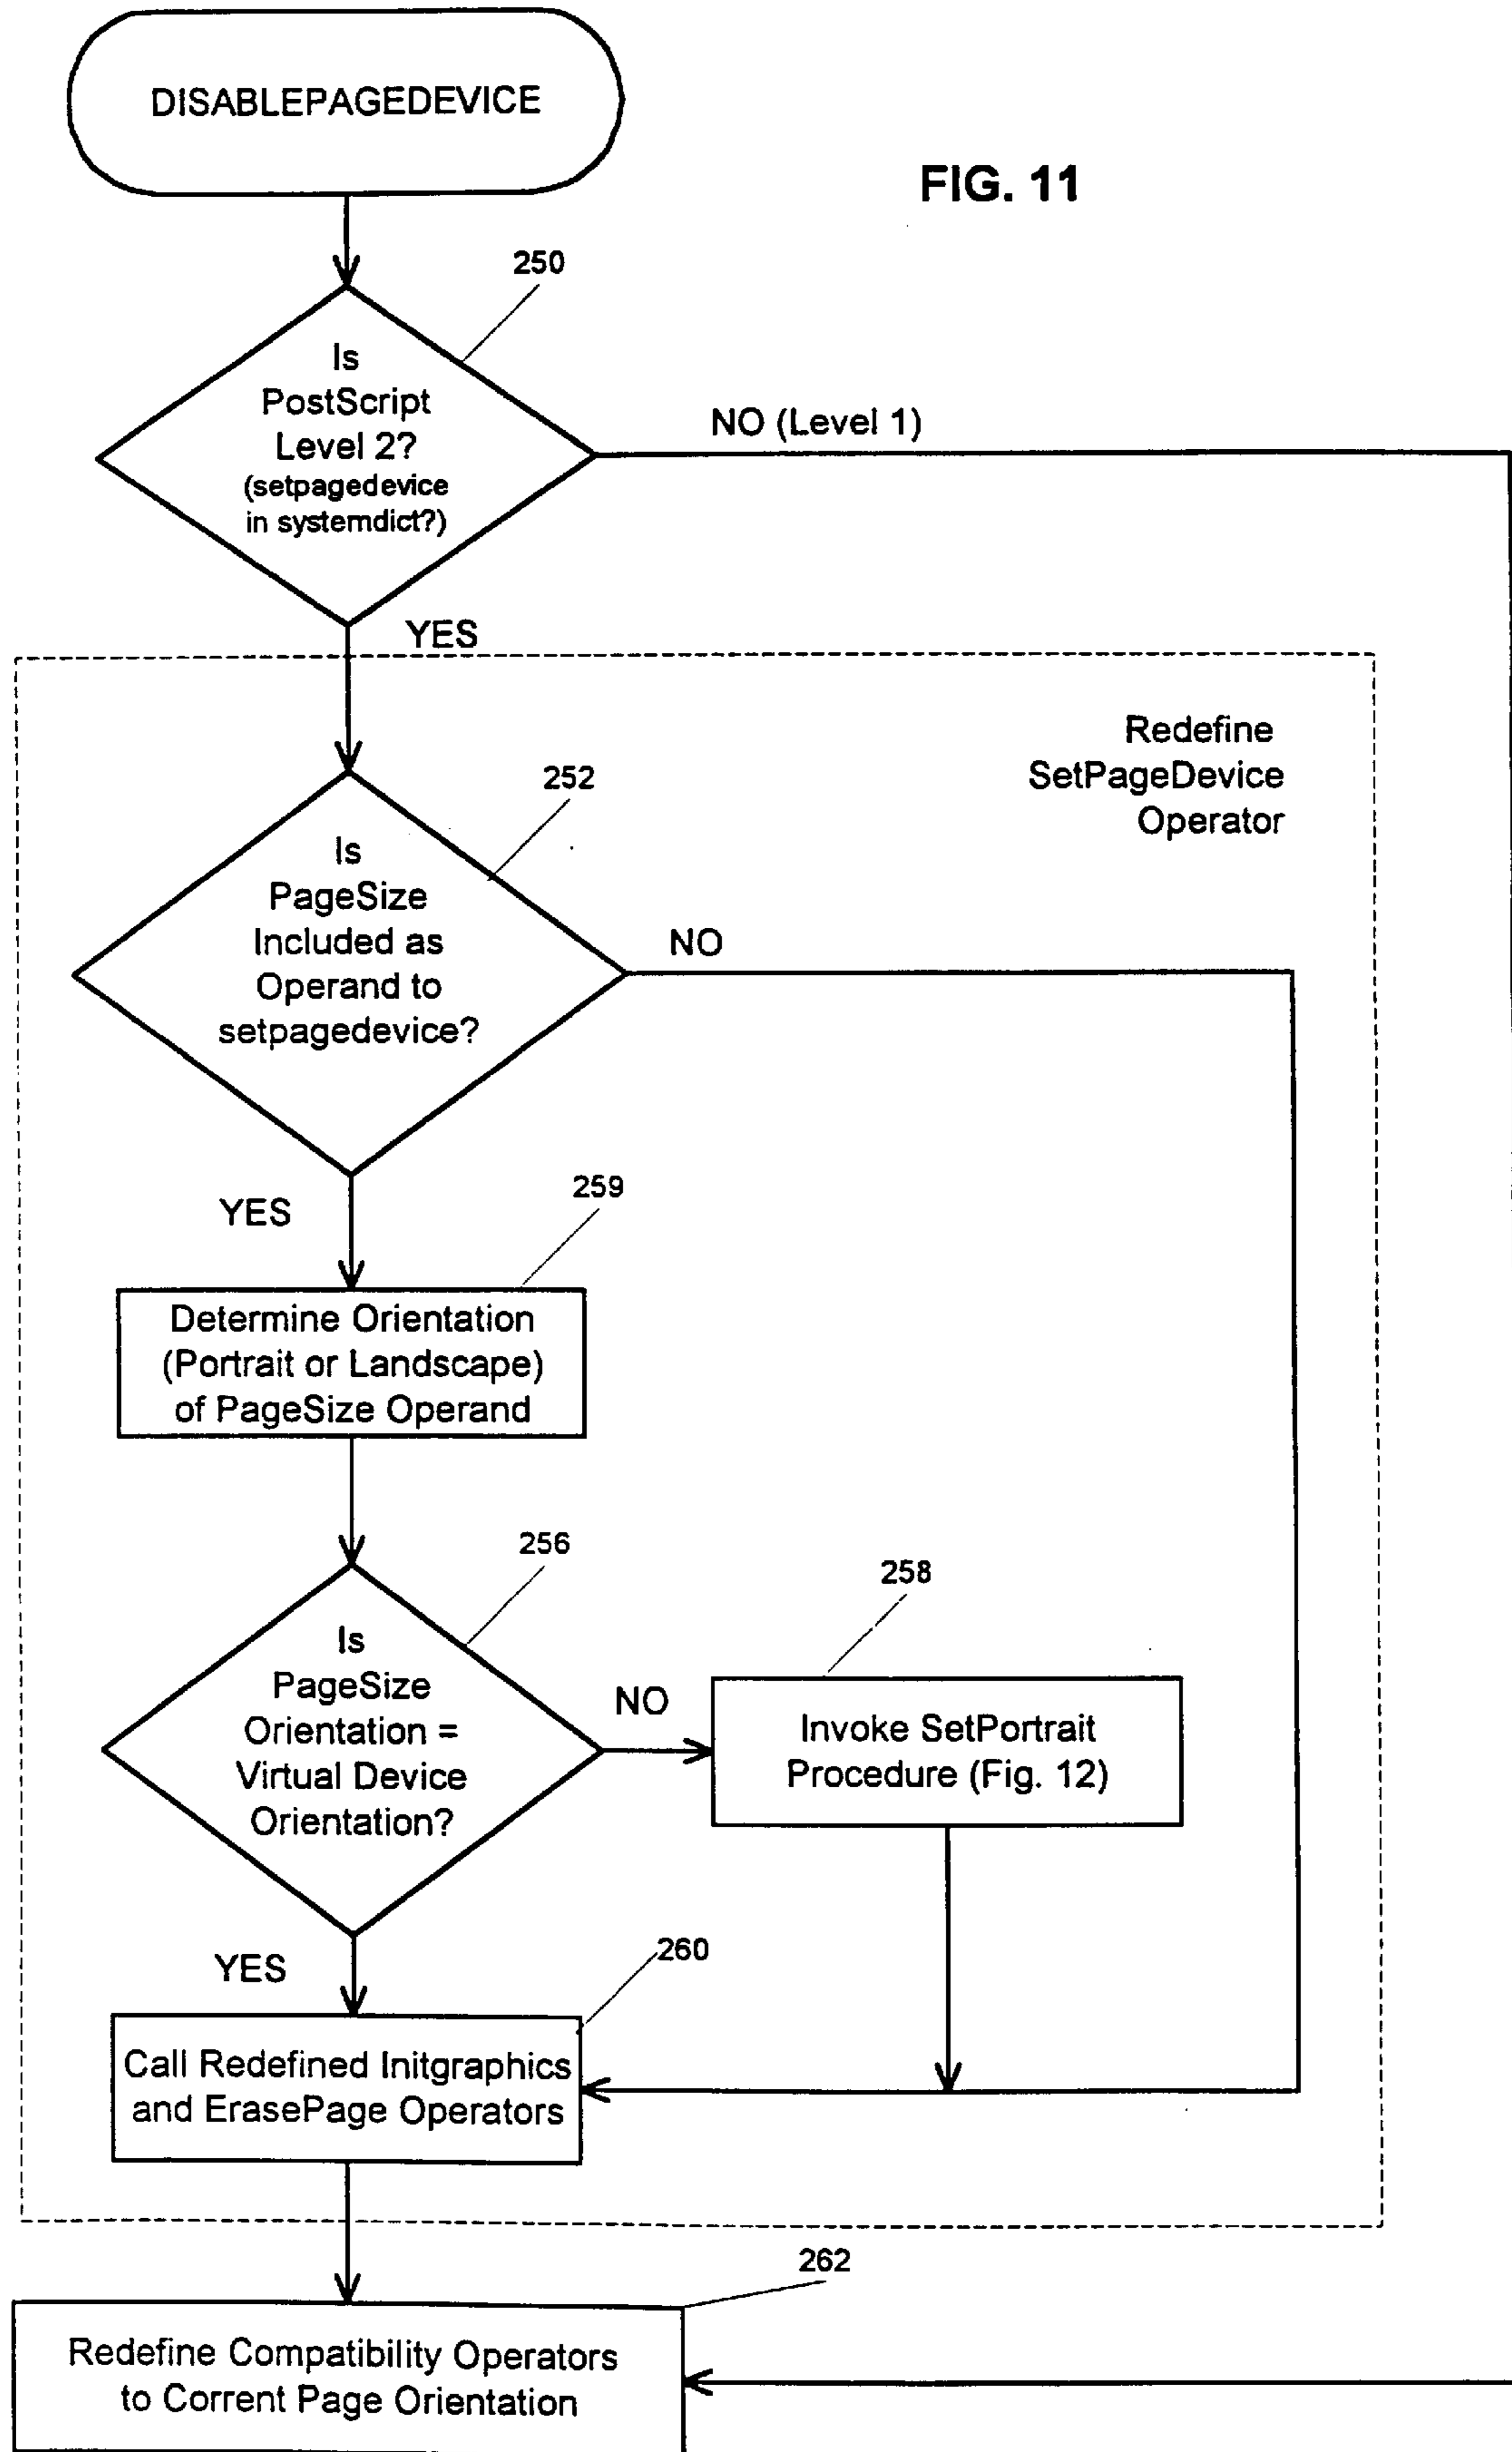 DISABLEPAGEDEVICE
FIG. 11
250
Is
PostScript
Level 2?
(setpagedevice
in systemdict?)
NO (Level 1)
YES
Redefine
SetPageDevice
Operator
252
Is
PageSize
Included as
Operand to
setpagedevice?
NO
YES
259
Determine Orientation
(Portrait or Landscape)
of PageSize Operand
256
Is
PageSize
Orientation =
Virtual Device
Orientation?
NO
258
Invoke SetPortrait
Procedure (Fig. 12)
YES
260
Call Redefined Initgraphics
and ErasePage Operators
262
Redefine Compatibility Operators
to Corrent Page Orientation